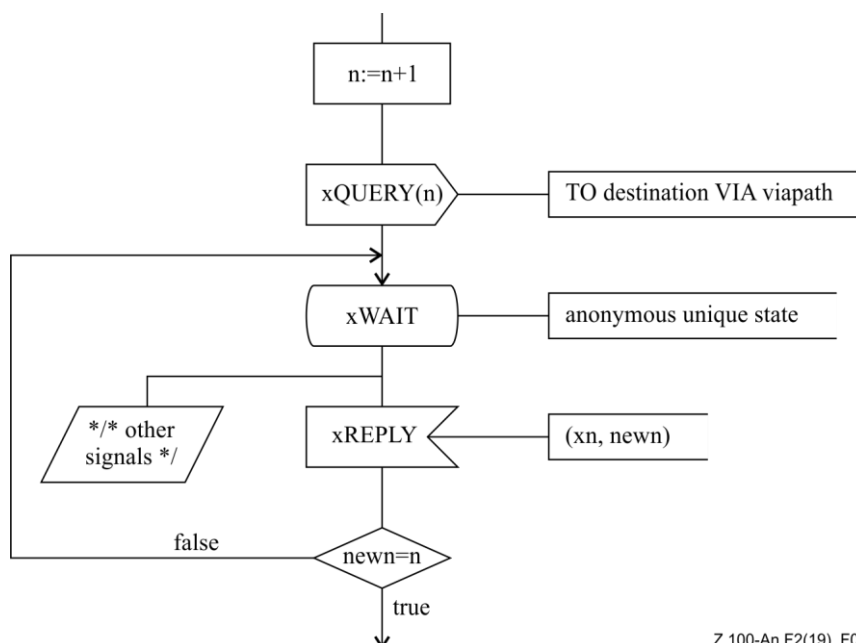 n:=n+1
xQUERY(n)
TO destination VIA viapath
xWAIT
anonymous unique state
*/* other
signals */
xREPLY
(xn, newn)
false
newn=n
true
Z.100-An.F2(19)_F0